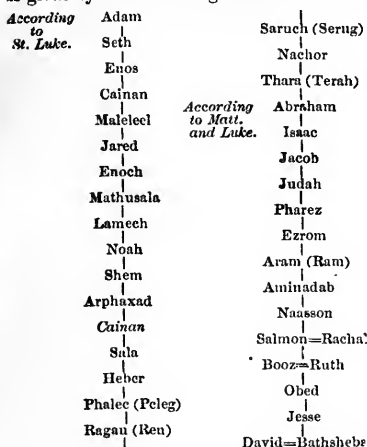 According
to
St. Luke.
Adam
Seth
Enos
Cainan
Maleleel
Jared
Enoch
Mathusala
Lamech
Noah
Shem
Arphaxad
Cainan
Sala
Heber
Phalec (Peleg)
Ragau (Reu)
Saruch (Serug)
Nachor
Thara (Terah)
According
to Matt.
and Luke.
Abraham
Isaac
Jacob
Judah
Pharez
Ezrom
Aram (Ram)
Aminadab
Naasson
Salmon=Racha
Booz=Ruth
Obed
Jesse
David=Bathsheb